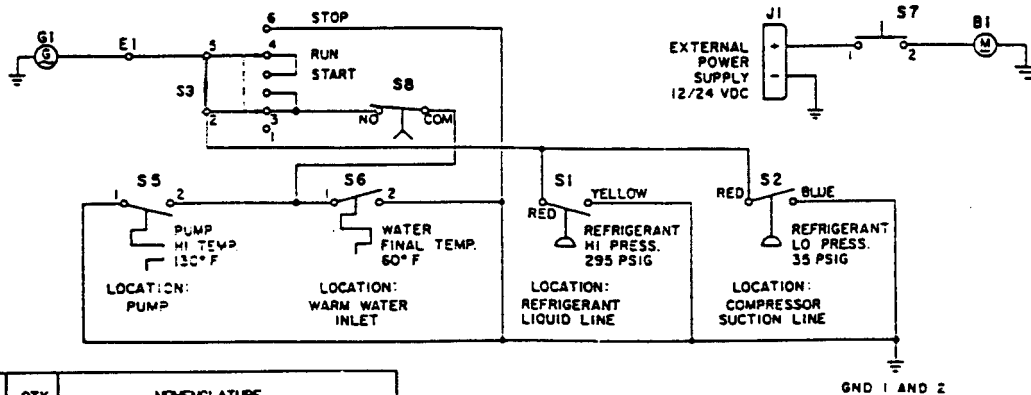 6 STOP
G1
G
E1
5
4
RUN
START
S3
2
3
1
S8
NO
COM
J1
EXTERNAL
POWER
SUPPLY
12/24 VDC
+
-
S7
1
2
B1
M
S5
1
2
PUMP
HI TEMP.
130° F
LOCATION:
PUMP
S6
1
2
WATER
FINAL TEMP.
60° F
LOCATION:
WARM WATER
INLET
S1
RED
YELLOW
REFRIGERANT
HI PRESS.
295 PSIG
LOCATION:
REFRIGERANT
LIQUID LINE
S2
RED
BLUE
REFRIGERANT
LO PRESS.
35 PSIG
LOCATION:
COMPRESSOR
SUCTION LINE
GND 1 AND 2
QTY
NOMENCLATURE